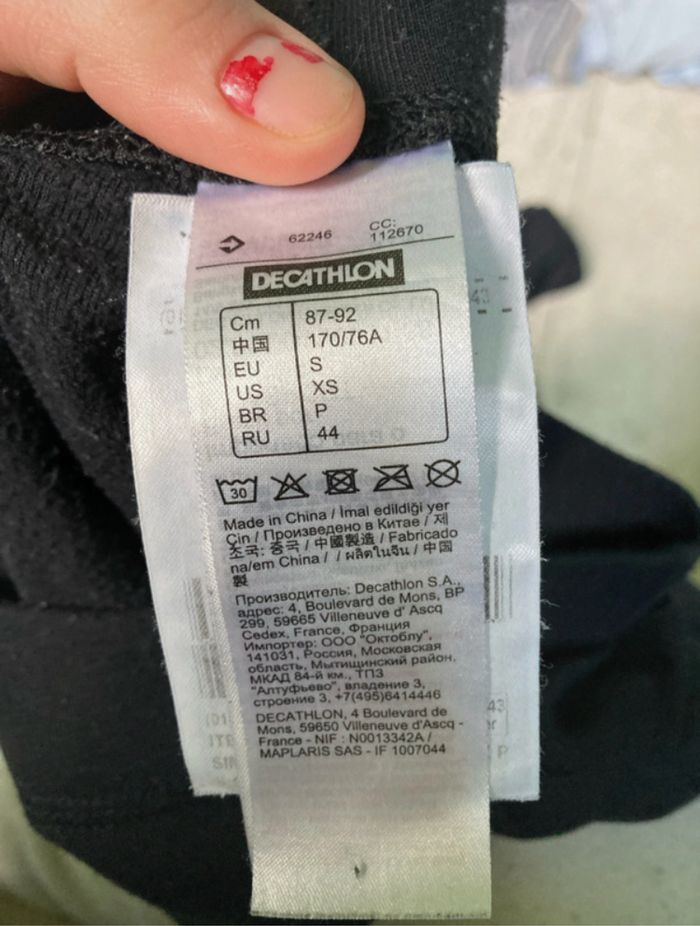 62246 CC:
112670
DECATHLON
Cm 87-92
中国 170/76A
EU S
US XS
BR P
RU 44
30
Made in China / İmal edildiği yer
Çin / Произведено в Китае / 제
조국: 중국 / 中國製造 / Fabricado
na/em China / / ผลิตในจีน / 中国
製
Производитель: Decathlon S.A.,
адрес: 4, Boulevard de Mons, BP
299, 59665 Villeneuve d' Ascq
Cedex, France, Франция
Импортер: ООО "Октоблу",
141031, Россия, Московская
область, Мытищинский район,
МКАД 84-й км., ТПЗ
"Алтуфьево", владение 3,
строение 3, +7(495)6414446
DECATHLON, 4 Boulevard de
Mons, 59650 Villeneuve d'Ascq -
France - NIF : N0013342A /
MAPLARIS SAS - IF 1007044